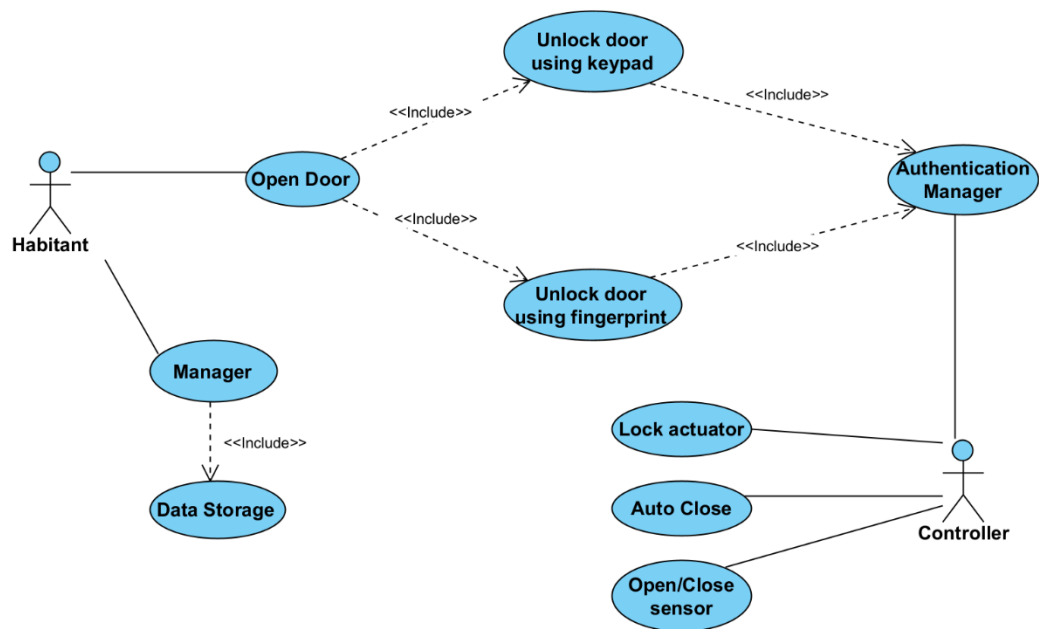 Unlock door
using keypad
<<Include>>
<<Include>>
Open Door
Authentication
Manager
Habitant
<<Include>>
<<Include>>
Unlock door
using fingerprint
Manager
<<Include>>
Data Storage
Lock actuator
Auto Close
Controller
Open/Close
sensor